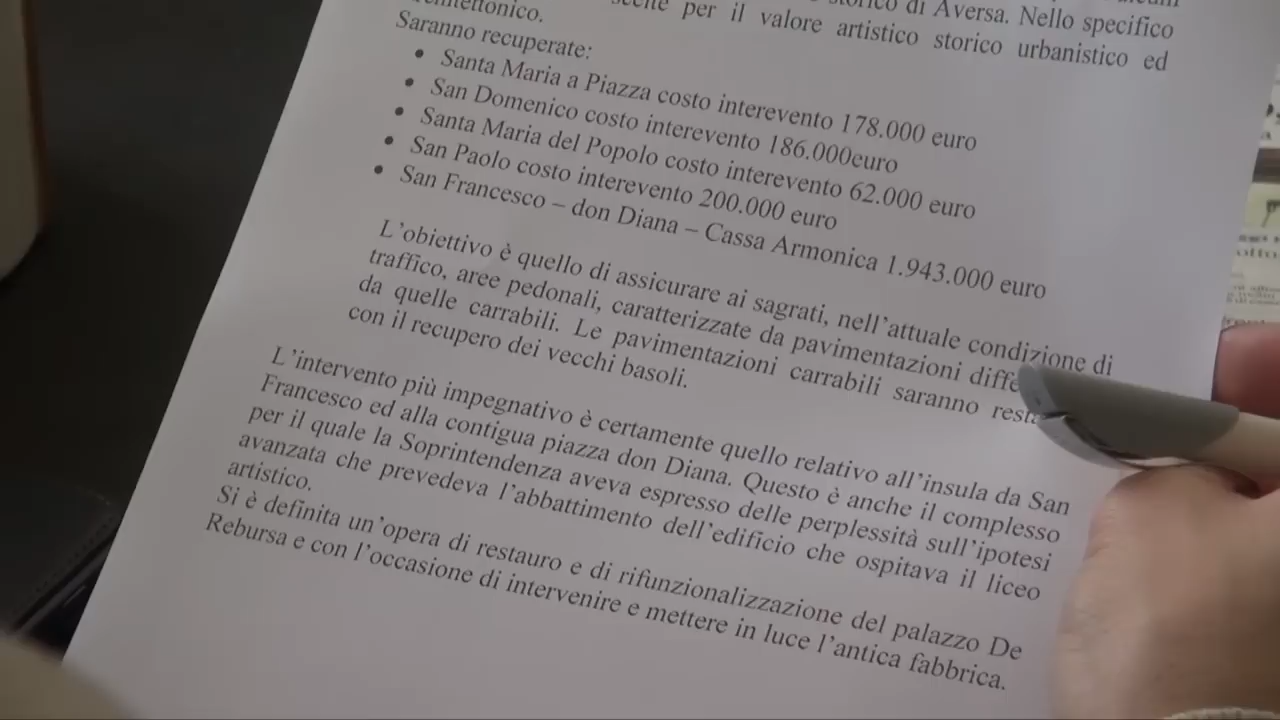 storico di Aversa. Nello specifico
per il valore artistico storico urbanistico ed
Saranno recuperate:
• Santa Maria a Piazza costo interevento 178.000 euro
• San Domenico costo interevento 186.000euro
• Santa Maria del Popolo costo interevento 62.000 euro
• San Paolo costo interevento 200.000 euro
• San Francesco – don Diana – Cassa Armonica 1.943.000 euro
L'obiettivo è quello di assicurare ai sagrati, nell'attuale condizione di
traffico, aree pedonali, caratterizzate da pavimentazioni diffe
da quelle carrabili. Le pavimentazioni carrabili saranno resta
con il recupero dei vecchi basoli.
L'intervento più impegnativo è certamente quello relativo all'insula da San
Francesco ed alla contigua piazza don Diana. Questo è anche il complesso
per il quale la Soprintendenza aveva espresso delle perplessità sull'ipotesi
avanzata che prevedeva l'abbattimento dell'edificio che ospitava il liceo
artistico.
Si è definita un'opera di restauro e di rifunzionalizzazione del palazzo De
Rebursa e con l'occasione di intervenire e mettere in luce l'antica fabbrica.